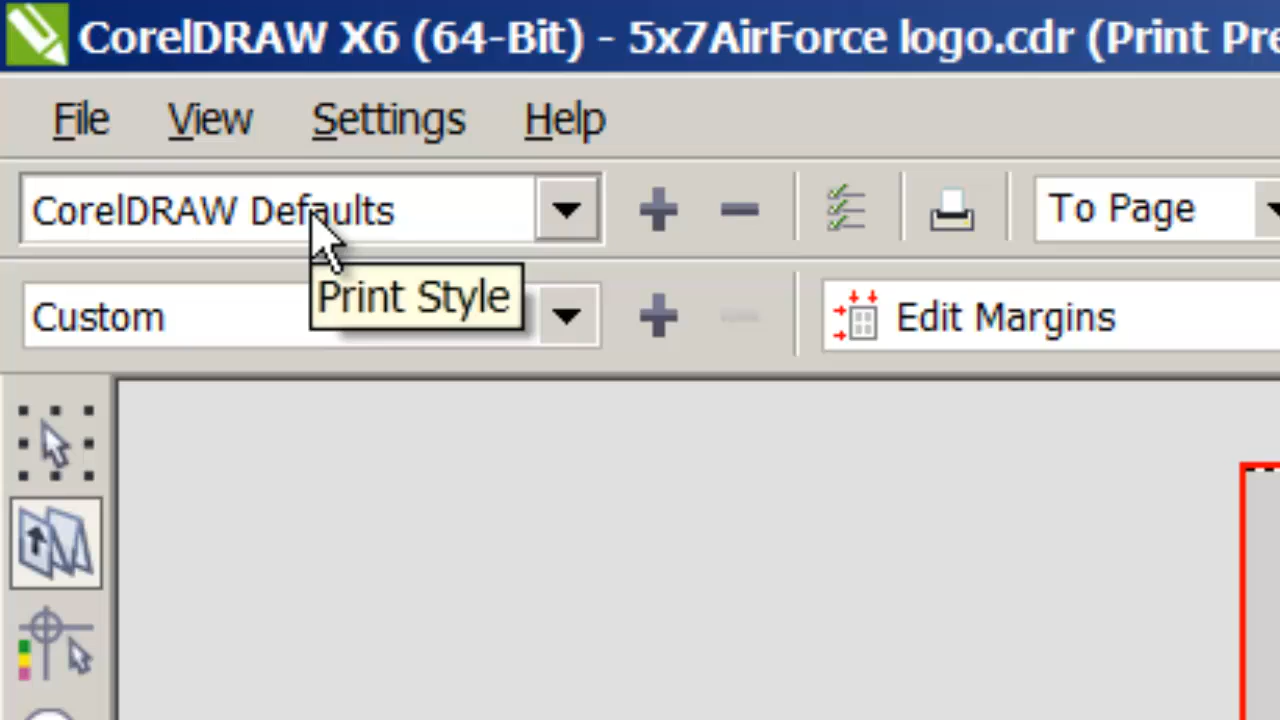 CorelDRAW X6 (64-Bit) - 5x7AirForce logo.cdr (Print Pre
File View Settings Help
CorelDRAW Defaults To Page
Print Style
Custom Edit Margins